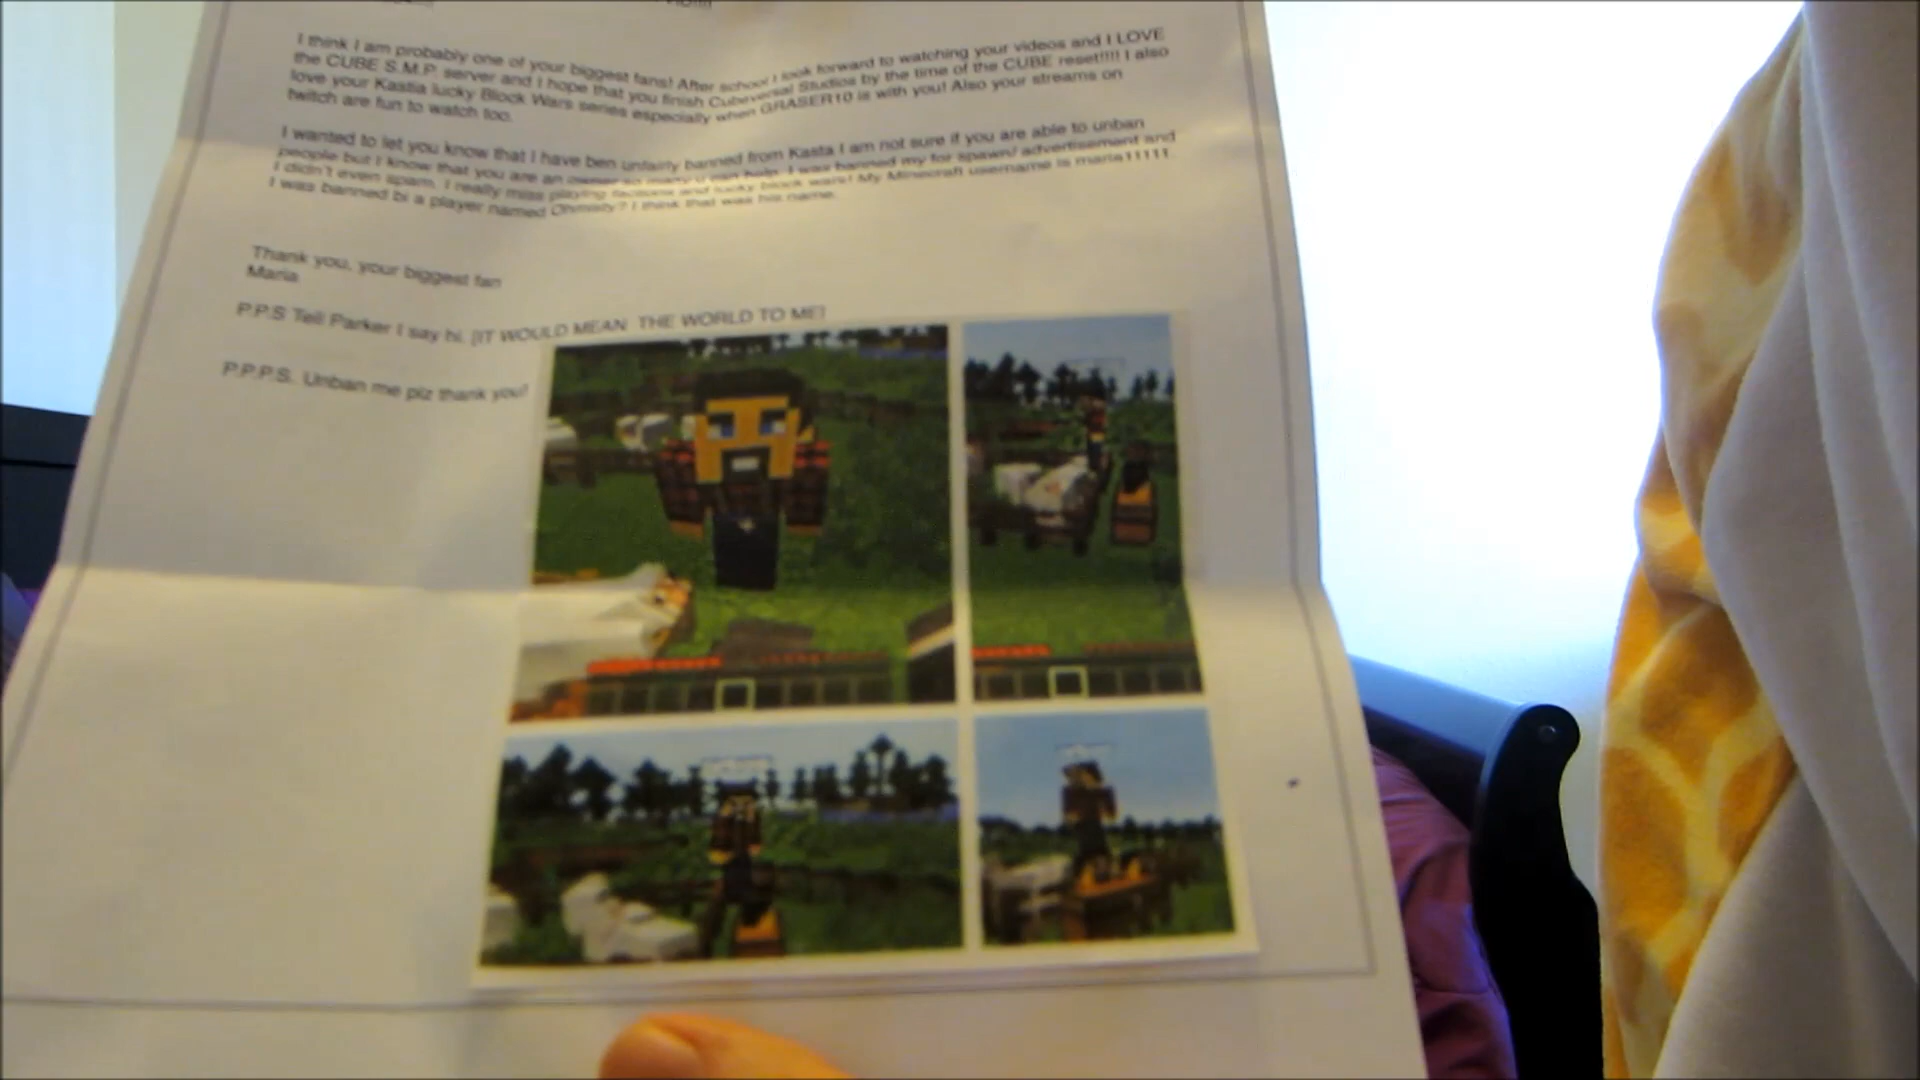 I think I am probably one of your biggest fans! After school I look forward to watching your videos and I LOVE
the CUBE S.M.P. server and I hope that you finish Cubeversal Studios by the time of the CUBE reset!!!! I also
love your Kastia lucky Block Wars series especially when GRASER10 is with you! Also your streams on
twitch are fun to watch too.
I wanted to let you know that I have ben unfairly banned from Kasta I am not sure if you are able to unban
people but I know that you are an owner so can help. I was banned my for spawn/ advertisement and
I didn't even spam. I really miss playing factions and lucky block wars! My Minecraft username is maria11111
I was banned bi a player named Ohmsity? I think that was his name.
Thank you, your biggest fan
Maria
P.P.S Tell Parker I say hi. [IT WOULD MEAN THE WORLD TO ME]
P.P.P.S. Unban me plz thank you!